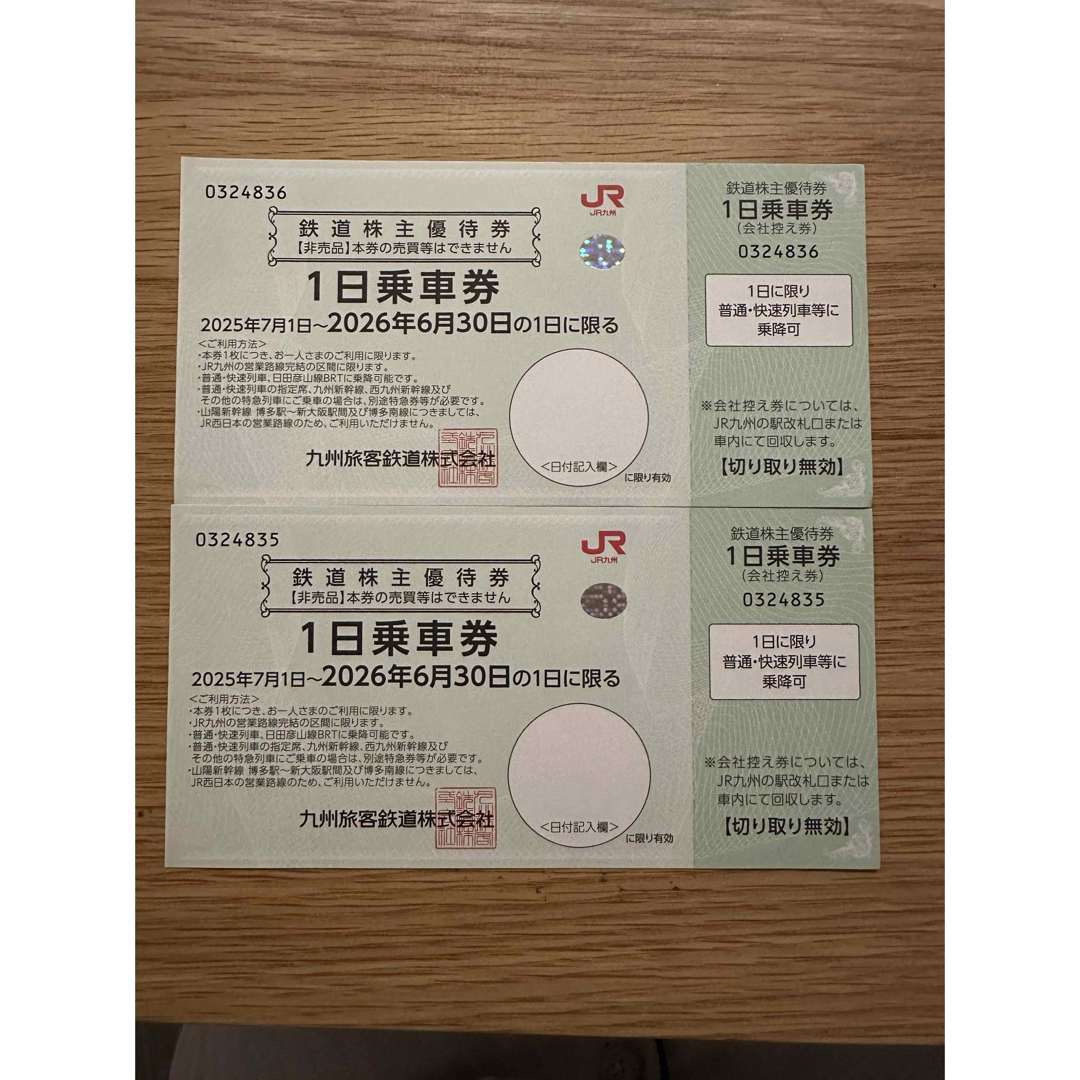 0324836
JR
JR九州
鉄道株主優待券
【非売品】本券の売買等はできません
1日乗車券
2025年7月1日～2026年6月30日の1日に限る
＜ご利用方法＞
・本券1枚につき、お一人さまのご利用に限ります。
・JR九州の営業路線完結の区間に限ります。
・普通・快速列車、日田彦山線BRTに乗降可能です。
・普通・快速列車の指定席、九州新幹線、西九州新幹線及び
その他の特急列車にご乗車の場合は、別途特急券等が必要です。
・山陽新幹線 博多駅～新大阪駅間及び博多南線につきましては、
JR西日本の営業路線のため、ご利用いただけません。
九州旅客鉄道株式会社
＜日付記入欄＞
に限り有効
鉄道株主優待券
1日乗車券
(会社控え券)
0324836
1日に限り
普通・快速列車等に
乗降可
※会社控え券については、
JR九州の駅改札口または
車内にて回収します。
【切り取り無効】
0324835
JR
JR九州
鉄道株主優待券
【非売品】本券の売買等はできません
1日乗車券
2025年7月1日～2026年6月30日の1日に限る
＜ご利用方法＞
・本券1枚につき、お一人さまのご利用に限ります。
・JR九州の営業路線完結の区間に限ります。
・普通・快速列車、日田彦山線BRTに乗降可能です。
・普通・快速列車の指定席、九州新幹線、西九州新幹線及び
その他の特急列車にご乗車の場合は、別途特急券等が必要です。
・山陽新幹線 博多駅～新大阪駅間及び博多南線につきましては、
JR西日本の営業路線のため、ご利用いただけません。
九州旅客鉄道株式会社
＜日付記入欄＞
に限り有効
鉄道株主優待券
1日乗車券
(会社控え券)
0324835
1日に限り
普通・快速列車等に
乗降可
※会社控え券については、
JR九州の駅改札口または
車内にて回収します。
【切り取り無効】